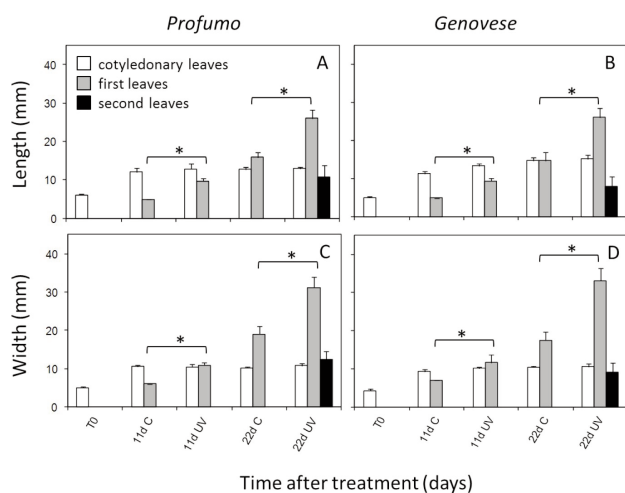 Profumo
Genovese
Length (mm)
50
40
30
20
10
0
cotyledonary leaves
first leaves
second leaves
A
*
*
B
*
*
Width (mm)
40
30
20
10
0
C
*
*
D
*
*
T0
11d C
11d UV
22d C
22d UV
T0
11d C
11d UV
22d C
22d UV
Time after treatment (days)